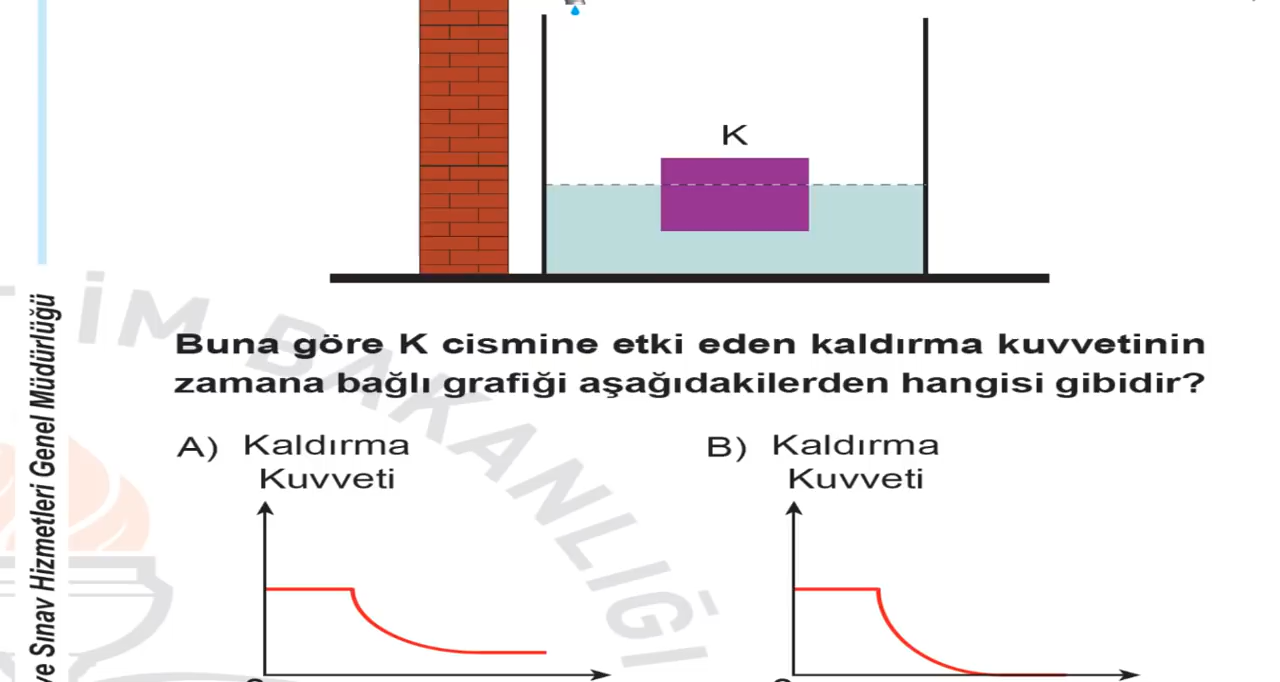 K
Buna göre K cismine etki eden kaldırma kuvvetinin
zamana bağlı grafiği aşağıdakilerden hangisi gibidir?
A) Kaldırma
Kuvveti
B) Kaldırma
Kuvveti
ve Sınav Hizmetleri Genel Müdürlüğü
İM BAKANLIĞI